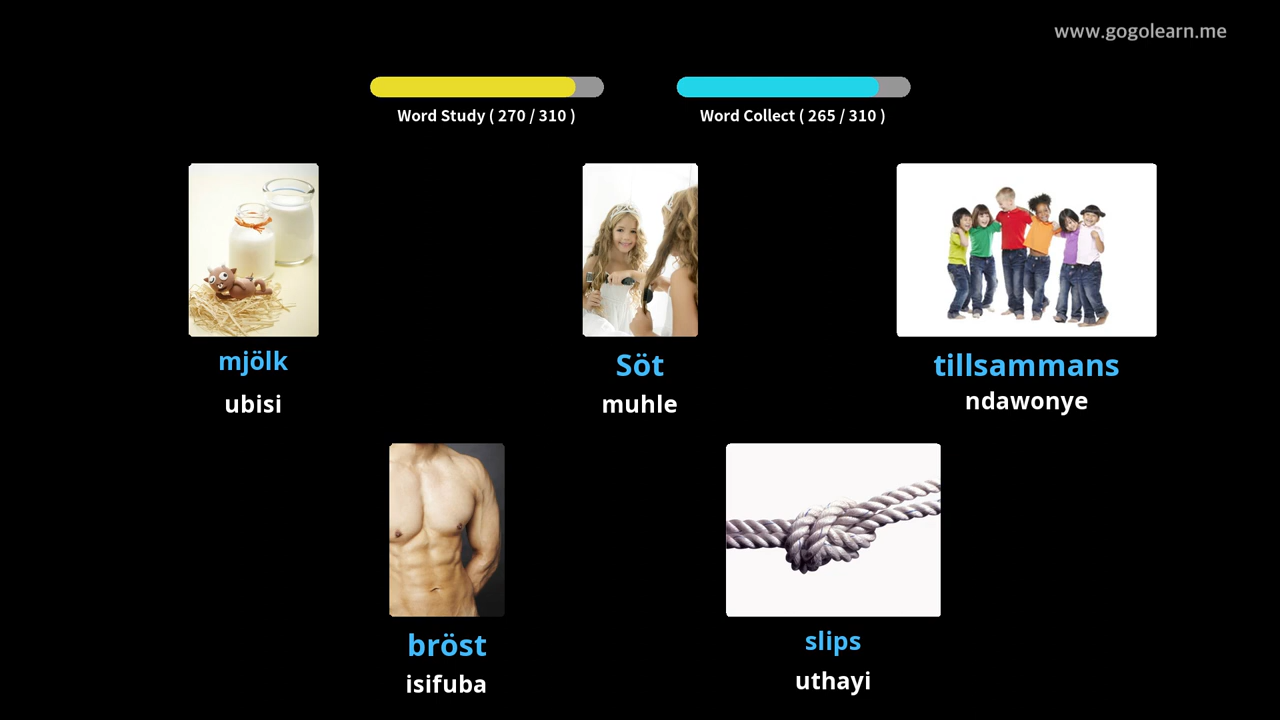 www.gogolearn.me
Word Study ( 270 / 310 )
Word Collect ( 265 / 310 )
mjölk
ubisi
Söt
muhle
tillsammans
ndawonye
bröst
isifuba
slips
uthayi